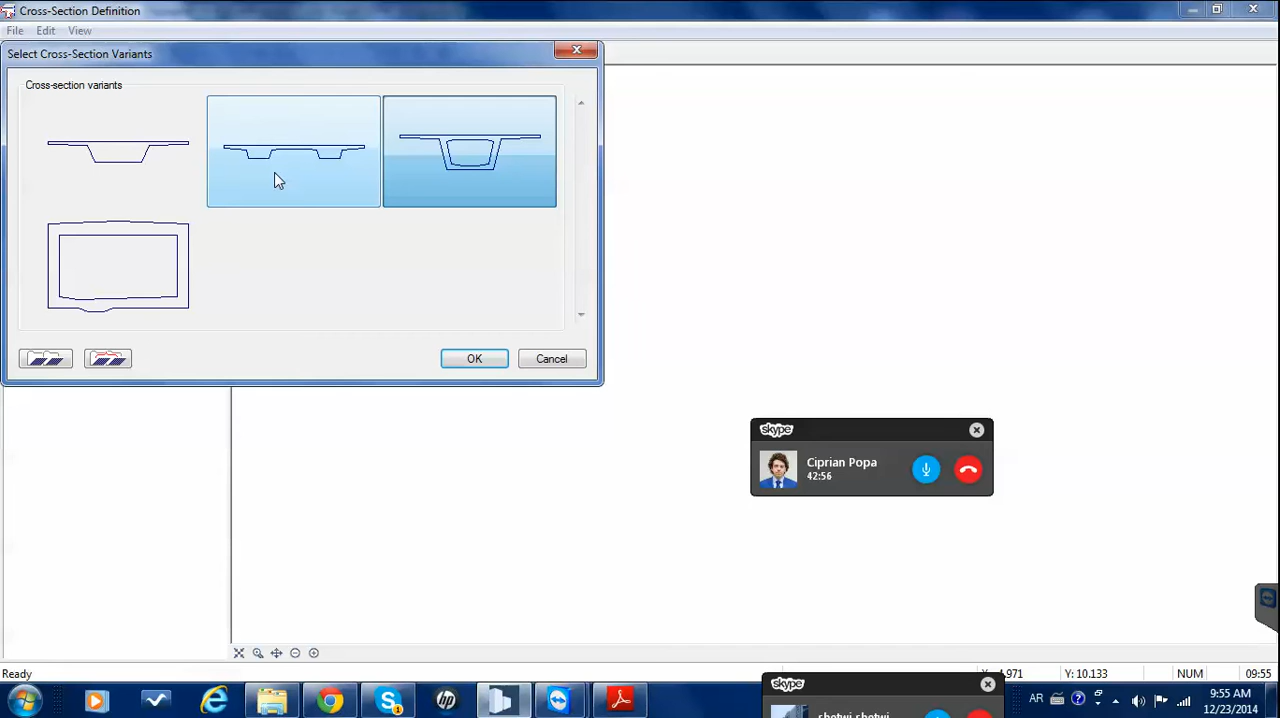 Cross-Section Definition
File Edit View
Select Cross-Section Variants
Cross-section variants
OK Cancel
skype
Ciprian Popa
42:56
Ready
10.133 NUM 09:55
skype
AR
9:55 AM
12/23/2014